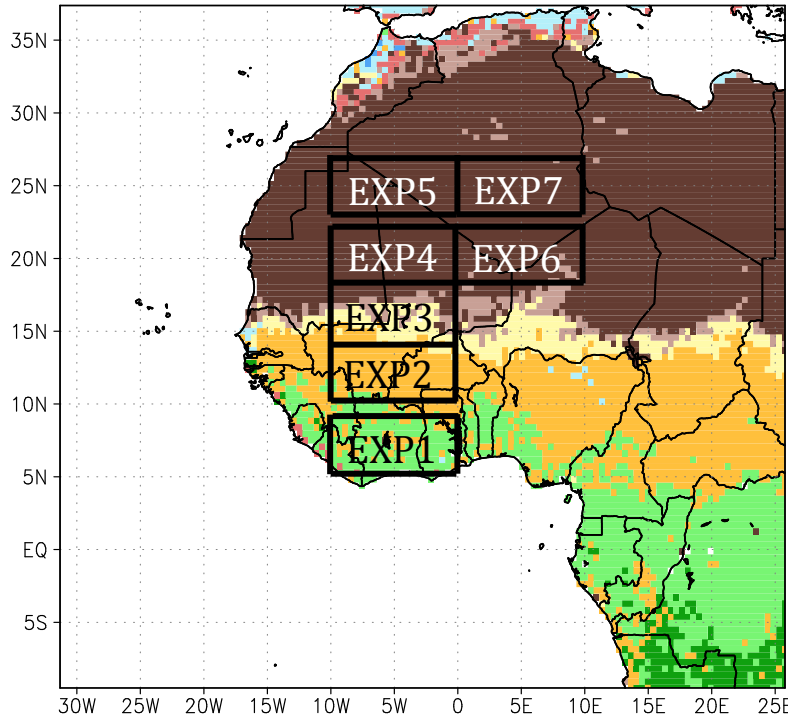 35N
30N
25N
20N
15N
10N
5N
EQ
5S
EXP5 EXP7
EXP4 EXP6
EXP3
EXP2
EXP1
30W 25W 20W 15W 10W 5W 0 5E 10E 15E 20E 25E